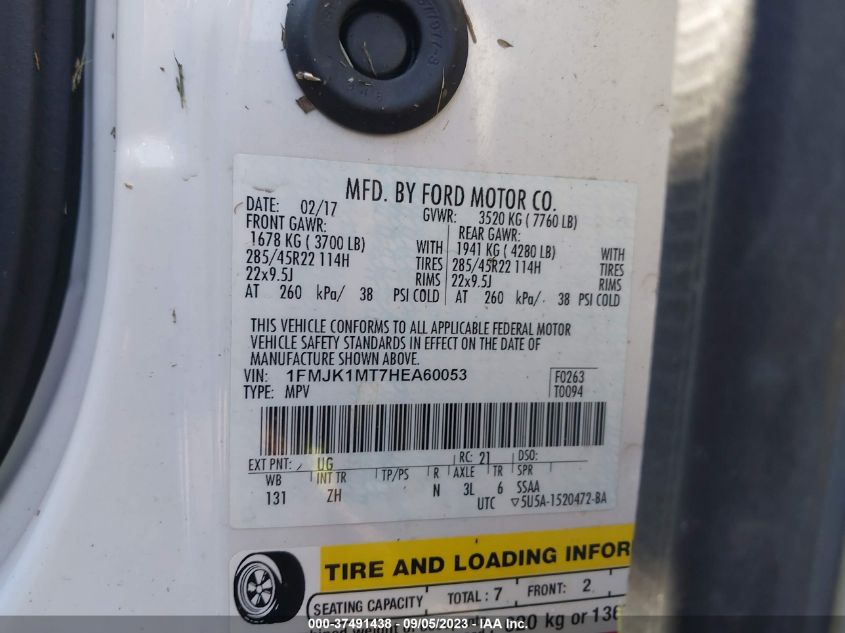 MFD. BY FORD MOTOR CO.
DATE: 02/17 GVWR: 3520 KG ( 7760 LB)
FRONT GAWR: REAR GAWR:
1678 KG ( 3700 LB) WITH 1941 KG ( 4280 LB) WITH
285/45R22 114H TIRES 285/45R22 114H TIRES
22x9.5J RIMS 22x9.5J RIMS
AT 260 kPa/ 38 PSI COLD AT 260 kPa/ 38 PSI COLD
THIS VEHICLE CONFORMS TO ALL APPLICABLE FEDERAL MOTOR
VEHICLE SAFETY STANDARDS IN EFFECT ON THE DATE OF
MANUFACTURE SHOWN ABOVE.
VIN: 1FMJK1MT7HEA60053 F0263
TYPE: MPV T0094
EXT PNT: UG RC: 21 DSO:
WB INT TR TP/PS R AXLE TR SPR
131 ZH N 3L 6 SSAA
UTC ▽5U5A-1520472-BA
TIRE AND LOADING INFOR
SEATING CAPACITY TOTAL: 7 FRONT: 2
kg or 136
000-37491438 - 09/05/2023 - IAA Inc.